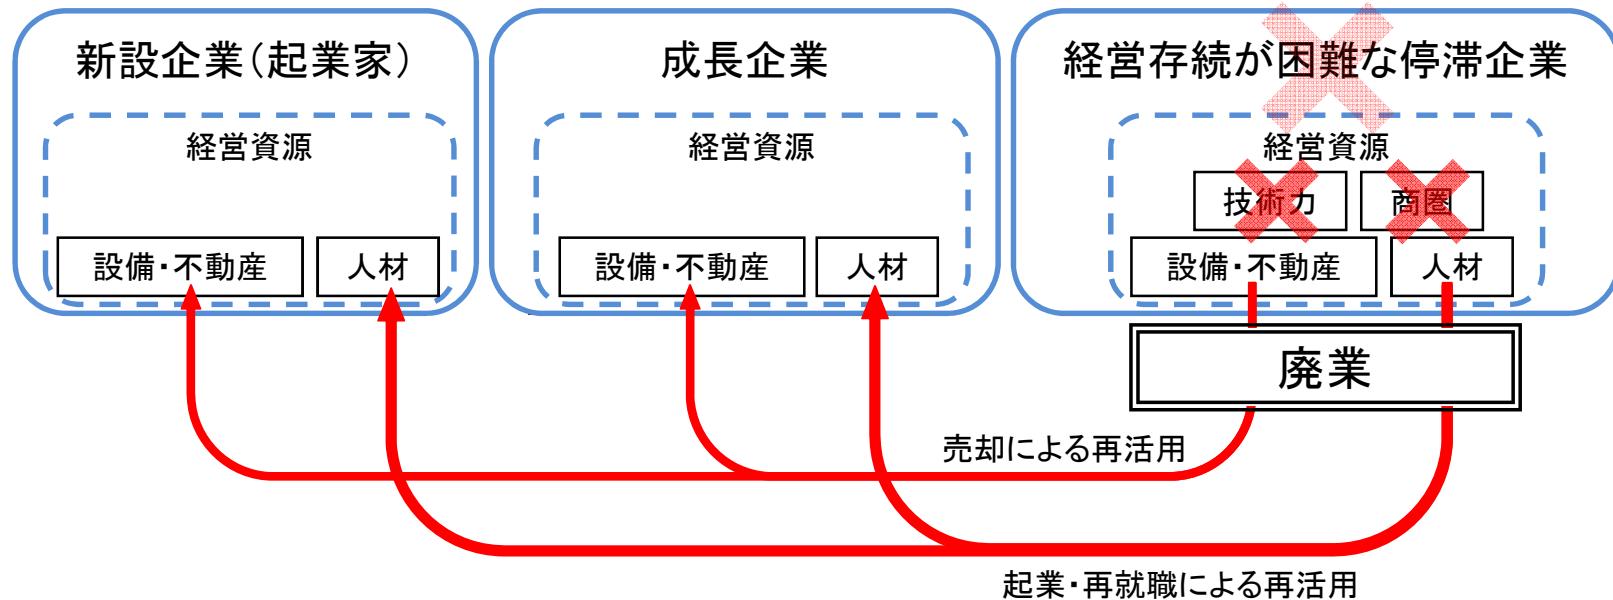 新設企業(起業家)
経営資源
設備・不動産
人材
成長企業
経営資源
設備・不動産
人材
経営存続が困難な停滞企業
経営資源
技術力
商圏
設備・不動産
人材
廃業
売却による再活用
起業・再就職による再活用